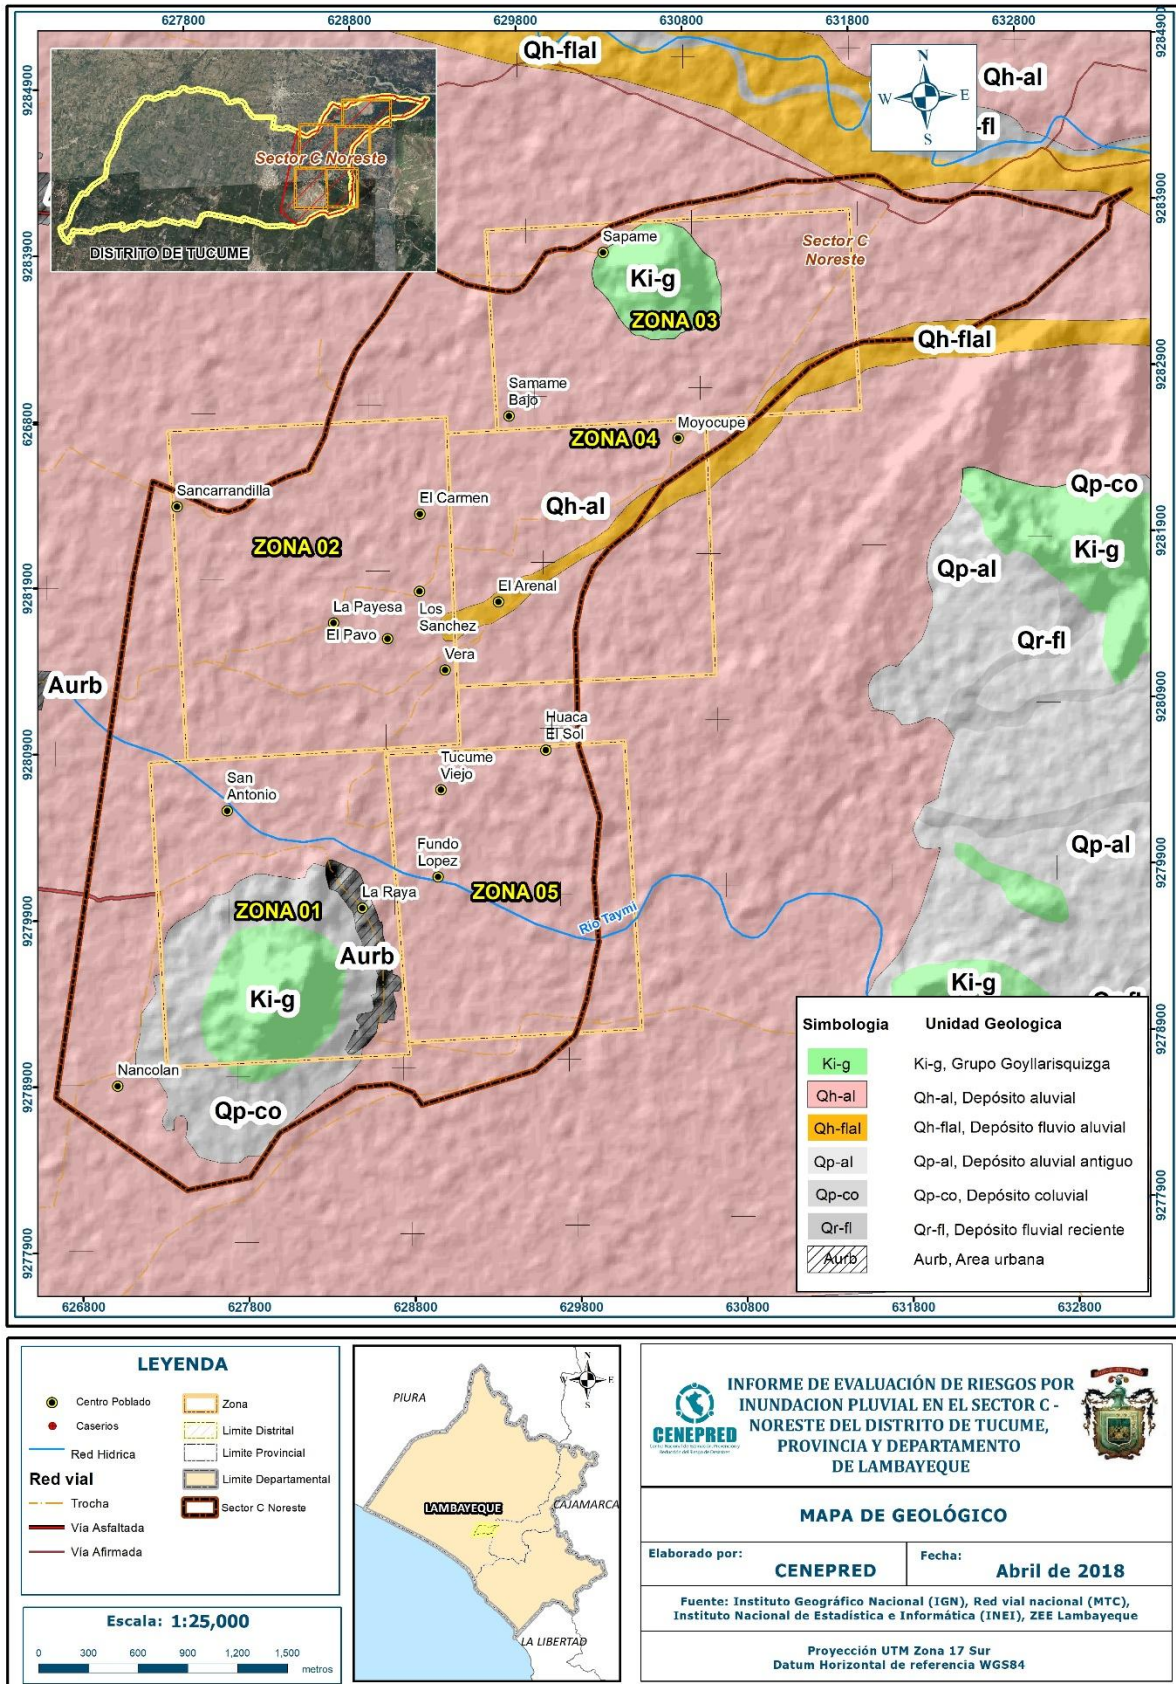 627800
628800
629800
630800
631800
632800
9284900
9283900
9282900
9281900
9280900
9279900
9278900
9277900
9284900
9283900
928800
9281900
9280900
9279900
9278900
9277900
Qh-flal
Qh-al
-fl
N
W
E
S
Sector C Noreste
DISTRITO DE TUCUME
Sapame
Sector C
Noreste
Ki-g
ZONA 03
Qh-flal
Samame
Bajo
ZONA 04
Moyocupe
Sancarrandilla
El Carmen
Qh-al
Qp-co
Ki-g
ZONA 02
Qp-al
El Arenal
La Payesa
Los
Sanchez
El Pavo
Qr-fl
Vera
Aurb
Huaca
El Sol
Tucume
Viejo
San
Antonio
Fundo
Lopez
Qp-al
ZONA 05
La Raya
ZONA 01
Río Taymi
Aurb
Ki-g
Ki-g
Nancolan
Qp-co
Simbologia
Unidad Geologica
Ki-g
Ki-g, Grupo Goyllarisquizga
Qh-al
Qh-al, Depósito aluvial
Qh-flal
Qh-flal, Depósito fluvio aluvial
Qp-al
Qp-al, Depósito aluvial antiguo
Qp-co
Qp-co, Depósito coluvial
Qr-fl
Qr-fl, Depósito fluvial reciente
Aurb
Aurb, Area urbana
626800
627800
628800
629800
630800
631800
632800
LEYENDA
Centro Poblado
Caserios
Red Hidrica
Red vial
Trocha
Vía Asfaltada
Vía Afirmada
Zona
Limite Distrital
Limite Provincial
Limite Departamental
Sector C Noreste
Escala: 1:25,000
0 300 600 900 1,200 1,500
metros
N
E
S
PIURA
LAMBAYEQUE
CAJAMARCA
LA LIBERTAD
CENEPRED
INFORME DE EVALUACIÓN DE RIESGOS POR
INUNDACION PLUVIAL EN EL SECTOR C -
NORESTE DEL DISTRITO DE TUCUME,
PROVINCIA Y DEPARTAMENTO
DE LAMBAYEQUE
MAPA DE GEOLÓGICO
Elaborado por:
CENEPRED
Fecha:
Abril de 2018
Fuente: Instituto Geográfico Nacional (IGN), Red vial nacional (MTC),
Instituto Nacional de Estadística e Informática (INEI), ZEE Lambayeque
Proyección UTM Zona 17 Sur
Datum Horizontal de referencia WGS84